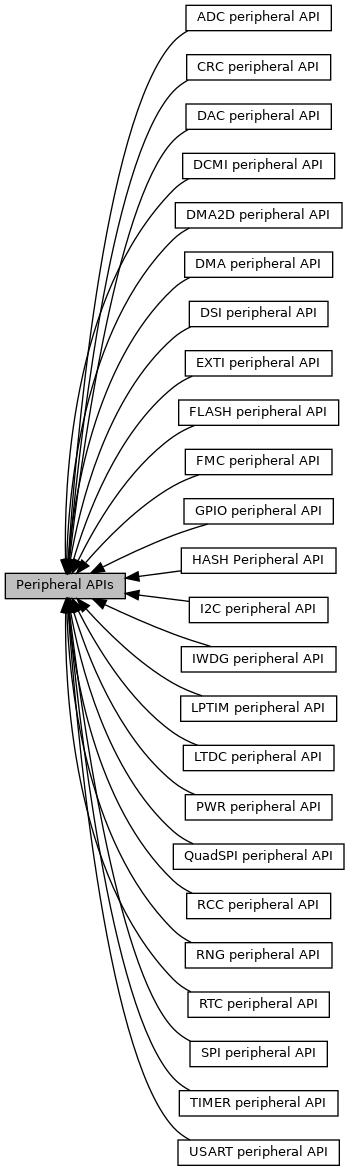 ADC peripheral API
CRC peripheral API
DAC peripheral API
DCMI peripheral API
DMA2D peripheral API
DMA peripheral API
DSI peripheral API
EXTI peripheral API
FLASH peripheral API
FMC peripheral API
GPIO peripheral API
HASH Peripheral API
Peripheral APIs
I2C peripheral API
IWDG peripheral API
LPTIM peripheral API
LTDC peripheral API
PWR peripheral API
QuadSPI peripheral API
RCC peripheral API
RNG peripheral API
RTC peripheral API
SPI peripheral API
TIMER peripheral API
USART peripheral API